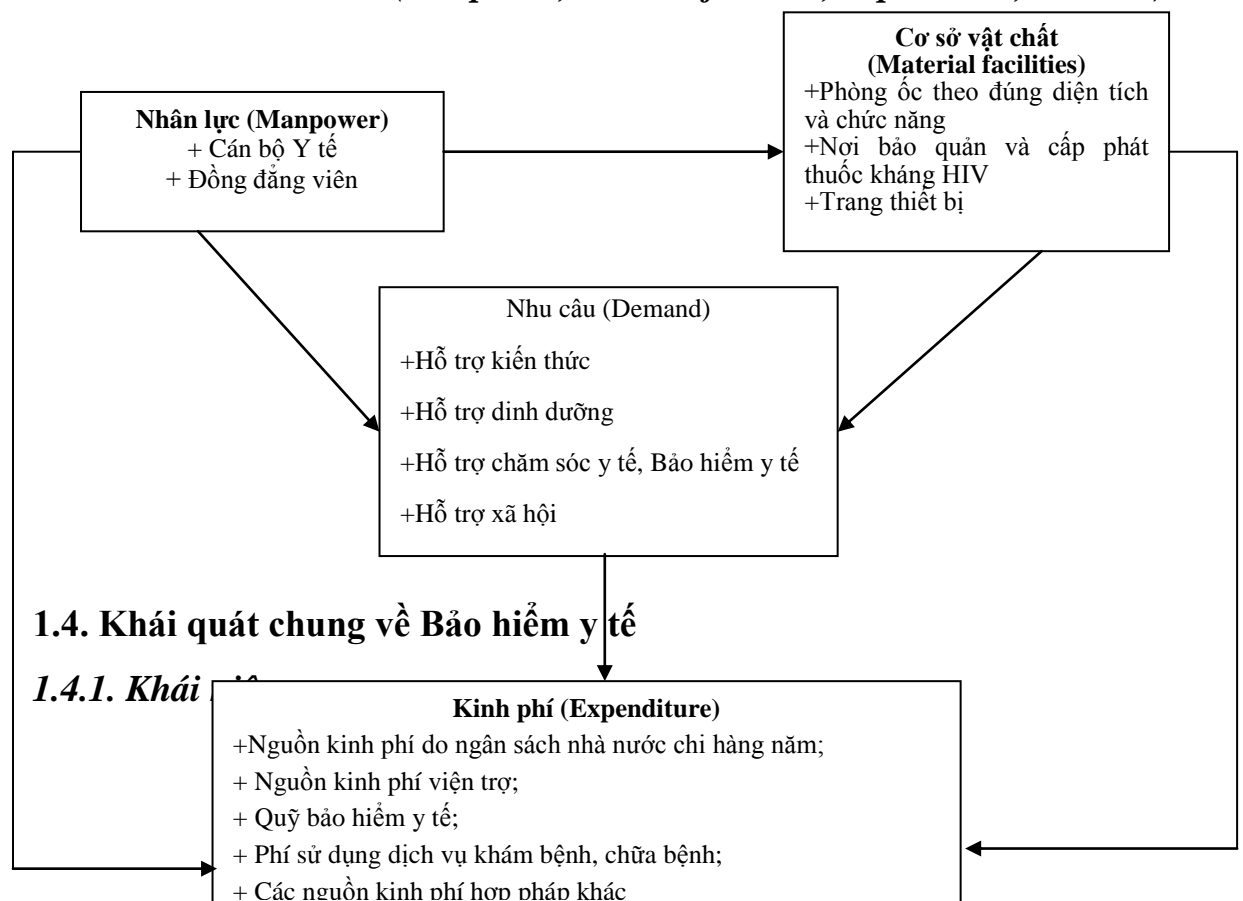 Cơ sở vật chất
(Material facilities)
+Phòng ốc theo đúng diện tích
và chức năng
+Nơi bảo quản và cấp phát
thuốc kháng HIV
+Trang thiết bị
Nhân lực (Manpower)
+ Cán bộ Y tế
+ Đồng đẳng viên
Nhu câu (Demand)
+Hỗ trợ kiến thức
+Hỗ trợ dinh dưỡng
+Hỗ trợ chăm sóc y tế, Bảo hiểm y tế
+Hỗ trợ xã hội
1.4. Khái quát chung về Bảo hiểm y tế
1.4.1. Khái
Kinh phí (Expenditure)
+Nguồn kinh phí do ngân sách nhà nước chi hàng năm;
+ Nguồn kinh phí viện trợ;
+ Quỹ bảo hiểm y tế;
+ Phí sử dụng dịch vụ khám bệnh, chữa bệnh;
+ Các nguồn kinh phí hợp pháp khác